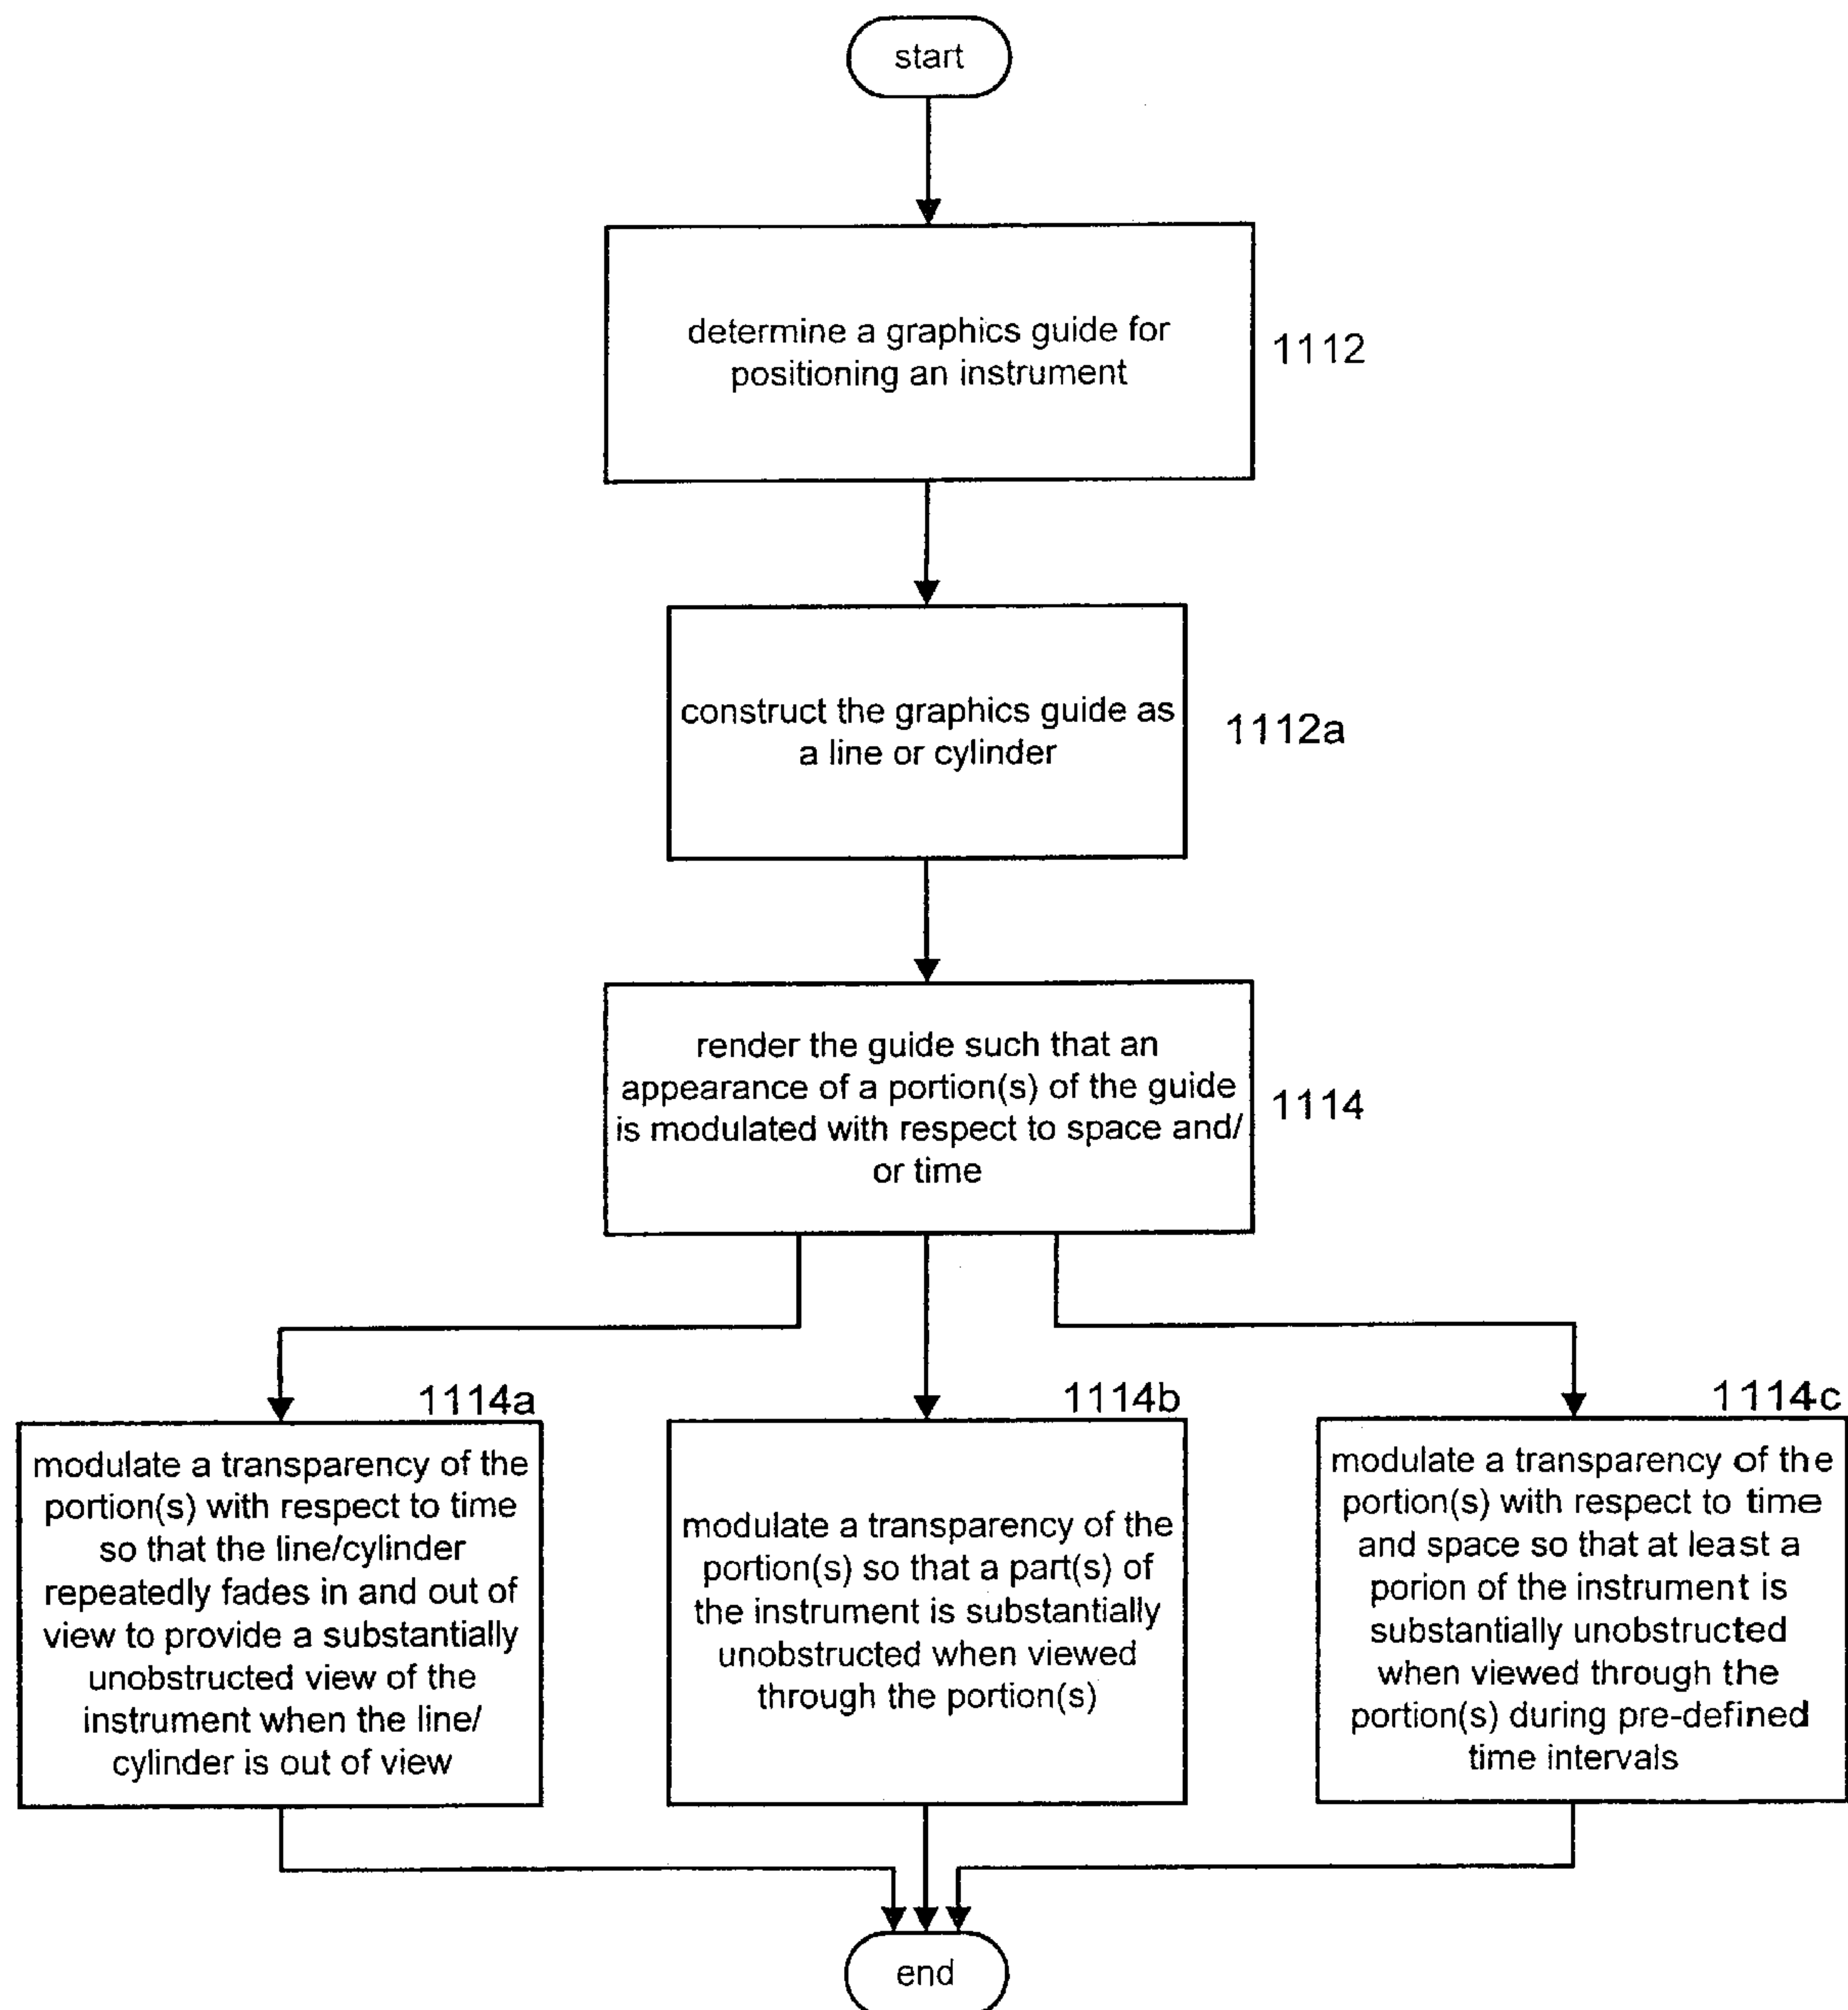 start
determine a graphics guide for
positioning an instrument
1112
construct the graphics guide as
a line or cylinder
1112a
render the guide such that an
appearance of a portion(s) of the guide
is modulated with respect to space and/
or time
1114
1114a
modulate a transparency of the
portion(s) with respect to time
so that the line/cylinder
repeatedly fades in and out of
view to provide a substantially
unobstructed view of the
instrument when the line/
cylinder is out of view
1114b
modulate a transparency of the
portion(s) so that a part(s) of
the instrument is substantially
unobstructed when viewed
through the portion(s)
1114c
modulate a transparency of the
portion(s) with respect to time
and space so that at least a
porion of the instrument is
substantially unobstructed
when viewed through the
portion(s) during pre-defined
time intervals
end